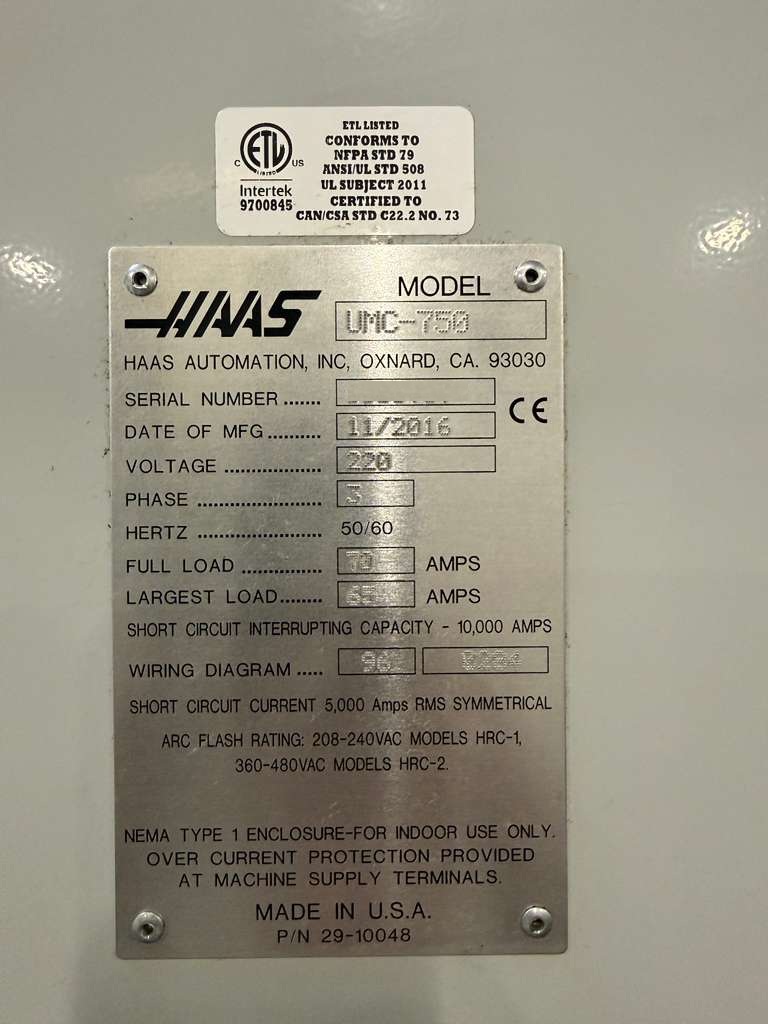 ETL LISTED
CONFORMS TO
NFPA STD 79
ANSI/UL STD 508
UL SUBJECT 2011
CERTIFIED TO
CAN/CSA STD C22.2 NO. 73
C ETL US
LISTED
Intertek
9700845
HAAS
MODEL
UMC-750
HAAS AUTOMATION, INC, OXNARD, CA. 93030
SERIAL NUMBER .......
CE
DATE OF MFG.......... 11/2016
VOLTAGE .................. 220
PHASE ....................... 3
HERTZ ....................... 50/60
FULL LOAD ............... 70 AMPS
LARGEST LOAD........ 65 AMPS
SHORT CIRCUIT INTERRUPTING CAPACITY - 10,000 AMPS
WIRING DIAGRAM .....
SHORT CIRCUIT CURRENT 5,000 Amps RMS SYMMETRICAL
ARC FLASH RATING: 208-240VAC MODELS HRC-1,
360-480VAC MODELS HRC-2.
NEMA TYPE 1 ENCLOSURE-FOR INDOOR USE ONLY.
OVER CURRENT PROTECTION PROVIDED
AT MACHINE SUPPLY TERMINALS.
MADE IN U.S.A.
P/N 29-10048